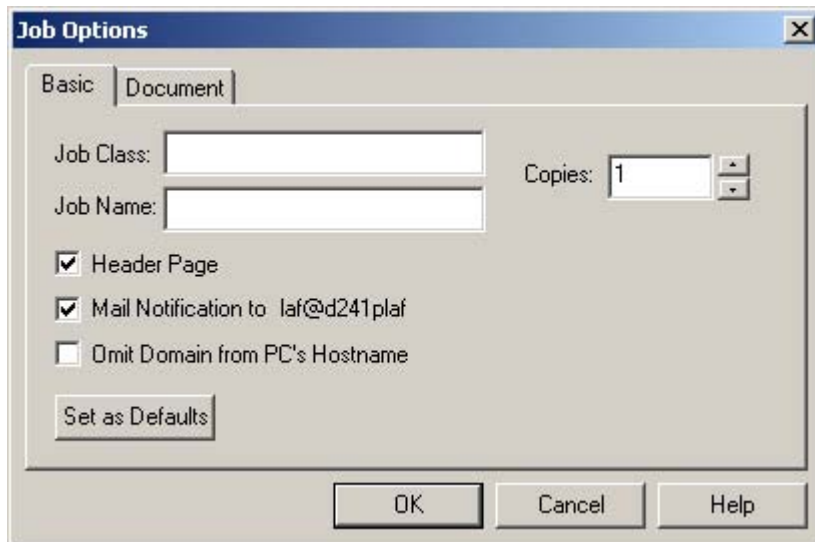 Job Options
Basic
Document
Job Class:
Copies: 1
Job Name:
Header Page
Mail Notification to laf@d241plaf
Omit Domain from PC's Hostname
Set as Defaults
OK
Cancel
Help